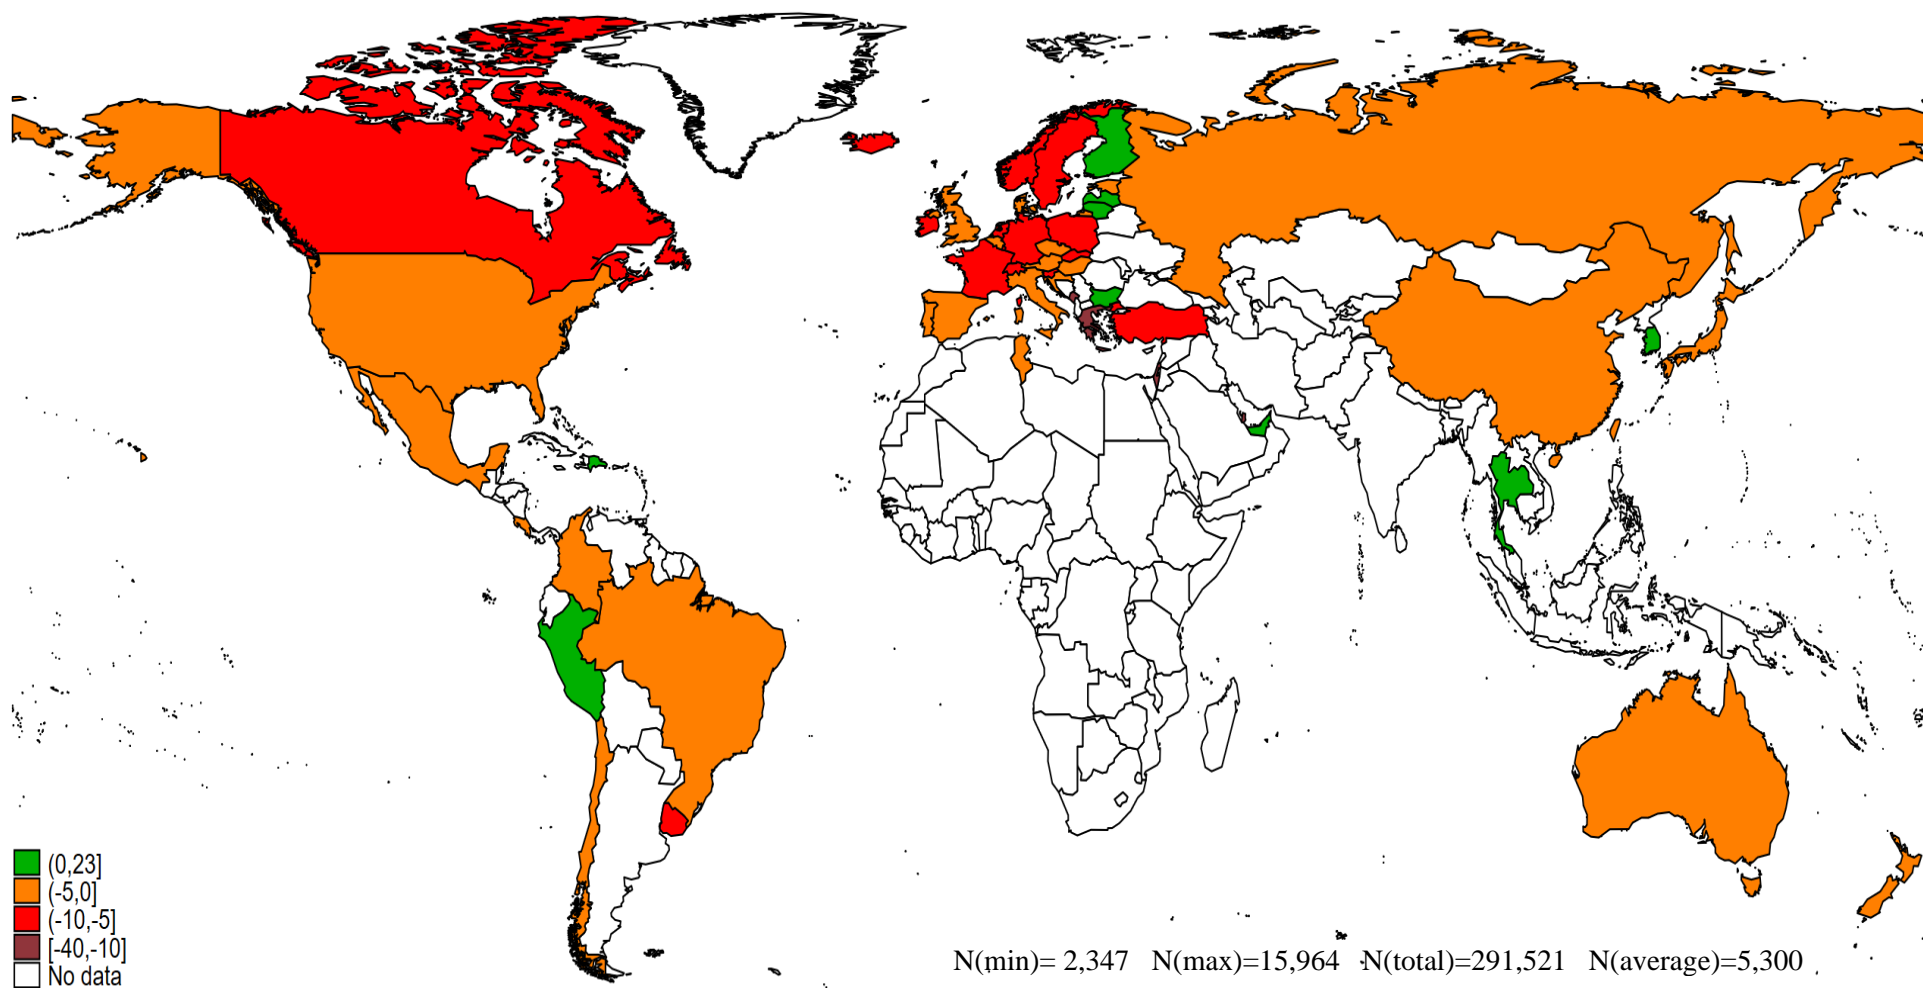 (0,23]
(-5,0]
(-10,-5]
[-40,-10]
No data
N(min)= 2,347 N(max)=15,964 N(total)=291,521 N(average)=5,300